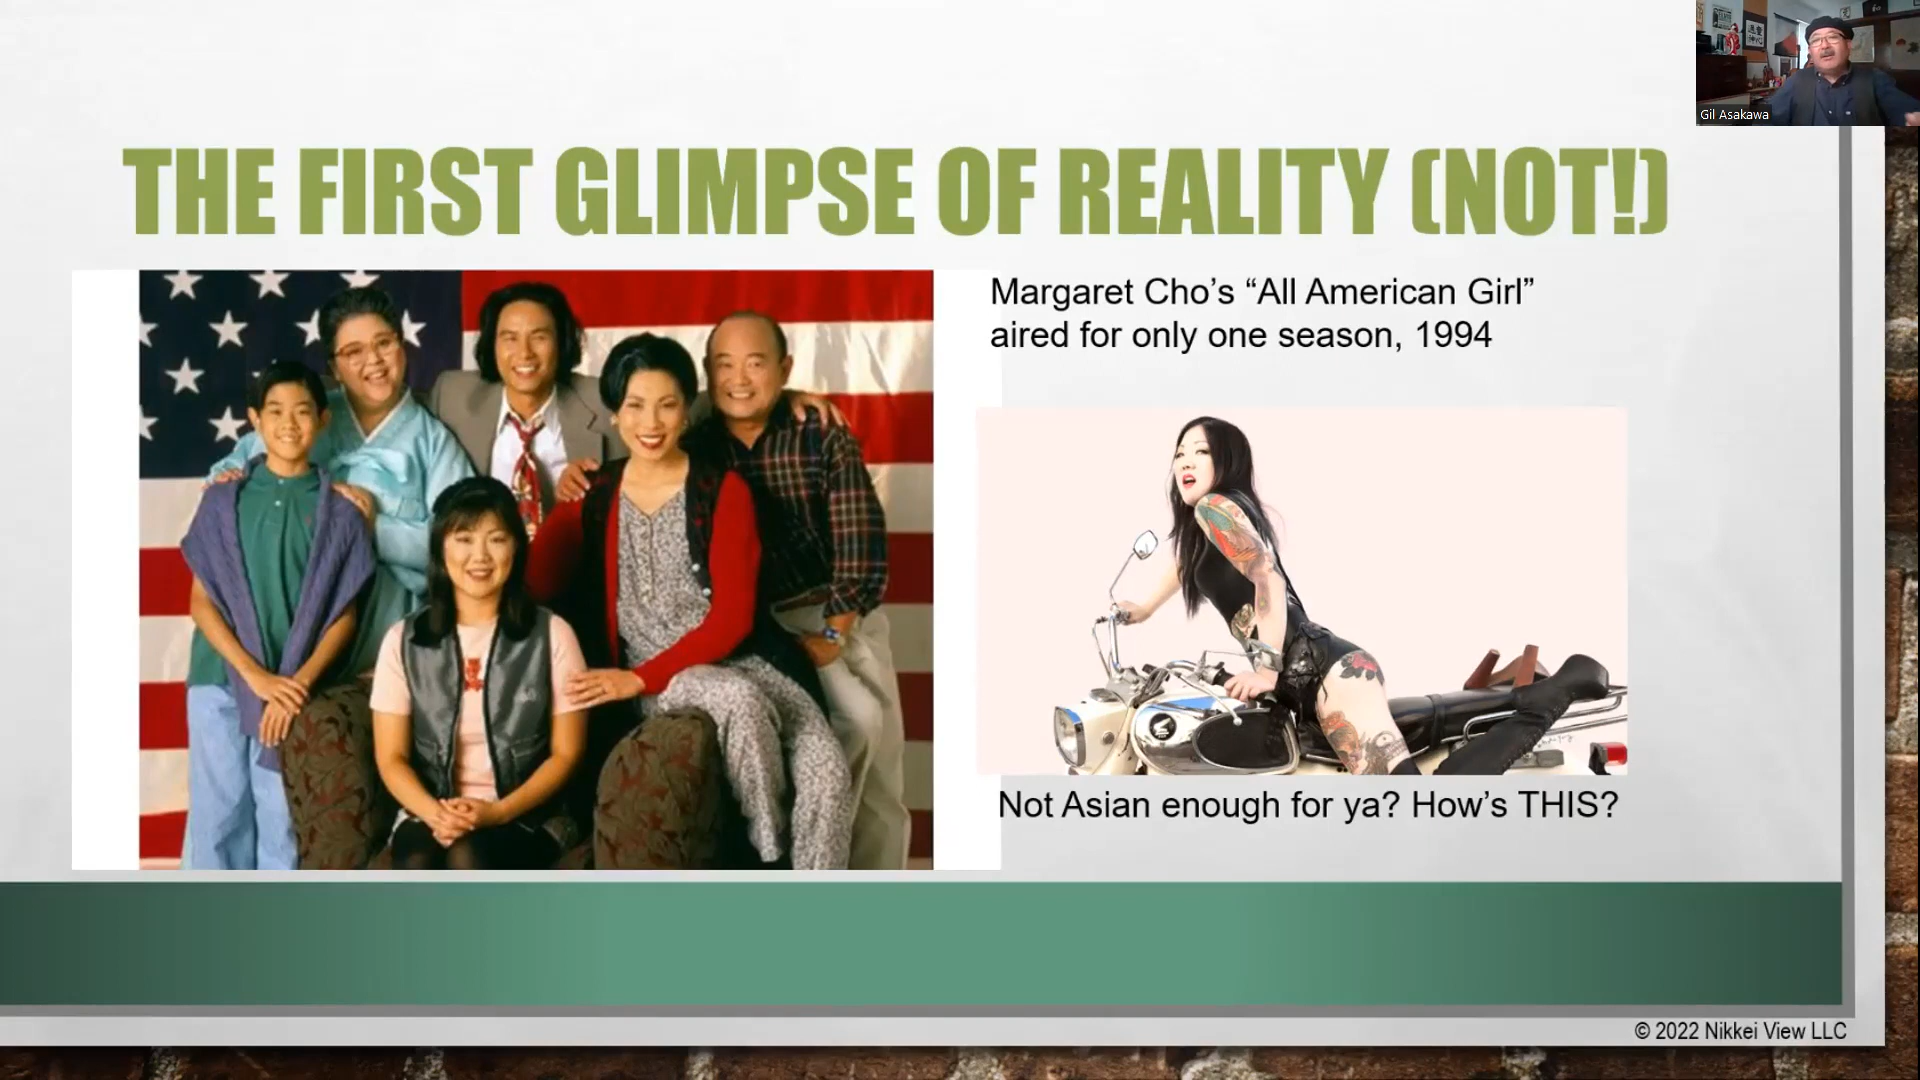 Gil Asakawa
THE FIRST GLIMPSE OF REALITY (NOT!)
Margaret Cho’s “All American Girl”
aired for only one season, 1994
Not Asian enough for ya? How’s THIS?
© 2022 Nikkei View LLC